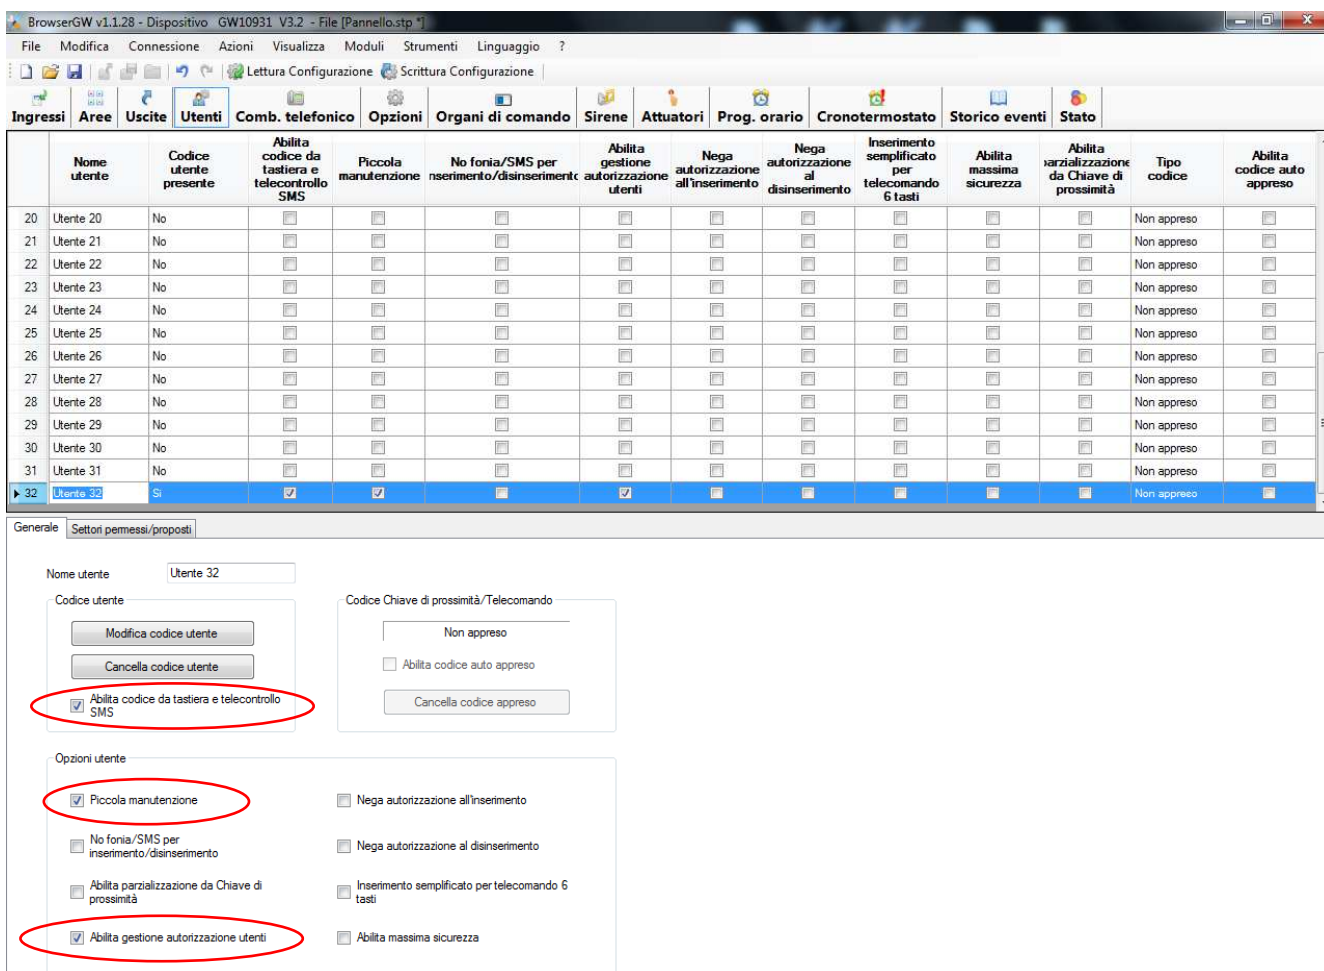 BrowserGW v1.1.28 - Dispositivo GW10931 V3.2 - File [Pannello.stp *]
File Modifica Connessione Azioni Visualizza Moduli Strumenti Linguaggio ?
Lettura Configurazione Scrittura Configurazione
Ingressi Aree Uscite Utenti Comb. telefonico Opzioni Organi di comando Sirene Attuatori Prog. orario Cronotermostato Storico eventi Stato
Nome utente Codice utente presente Abilita codice da tastiera e telecontrollo SMS Piccola manutenzione No fonia/SMS per nserimento/disinserimento Abilita gestione autorizzazione utenti Nega autorizzazione all'inserimento Nega autorizzazione al disinserimento Inserimento semplificato per telecomando 6 tasti Abilita massima sicurezza Abilita parzializzazione da Chiave di prossimità Tipo codice Abilita codice auto appreso
20 Utente 20 No Non appreso
21 Utente 21 No Non appreso
22 Utente 22 No Non appreso
23 Utente 23 No Non appreso
24 Utente 24 No Non appreso
25 Utente 25 No Non appreso
26 Utente 26 No Non appreso
27 Utente 27 No Non appreso
28 Utente 28 No Non appreso
29 Utente 29 No Non appreso
30 Utente 30 No Non appreso
31 Utente 31 No Non appreso
32 Utente 32 Si Non appreso
Generale Settori permessi/proposti
Nome utente Utente 32
Codice utente
Modifica codice utente
Cancella codice utente
Abilita codice da tastiera e telecontrollo
SMS
Codice Chiave di prossimità/Telecomando
Non appreso
Abilita codice auto appreso
Cancella codice appreso
Opzioni utente
Piccola manutenzione
Nega autorizzazione all'inserimento
No fonia/SMS per
inserimento/disinserimento
Nega autorizzazione al disinserimento
Abilita parzializzazione da Chiave di
prossimità
Inserimento semplificato per telecomando 6
tasti
Abilita gestione autorizzazione utenti
Abilita massima sicurezza